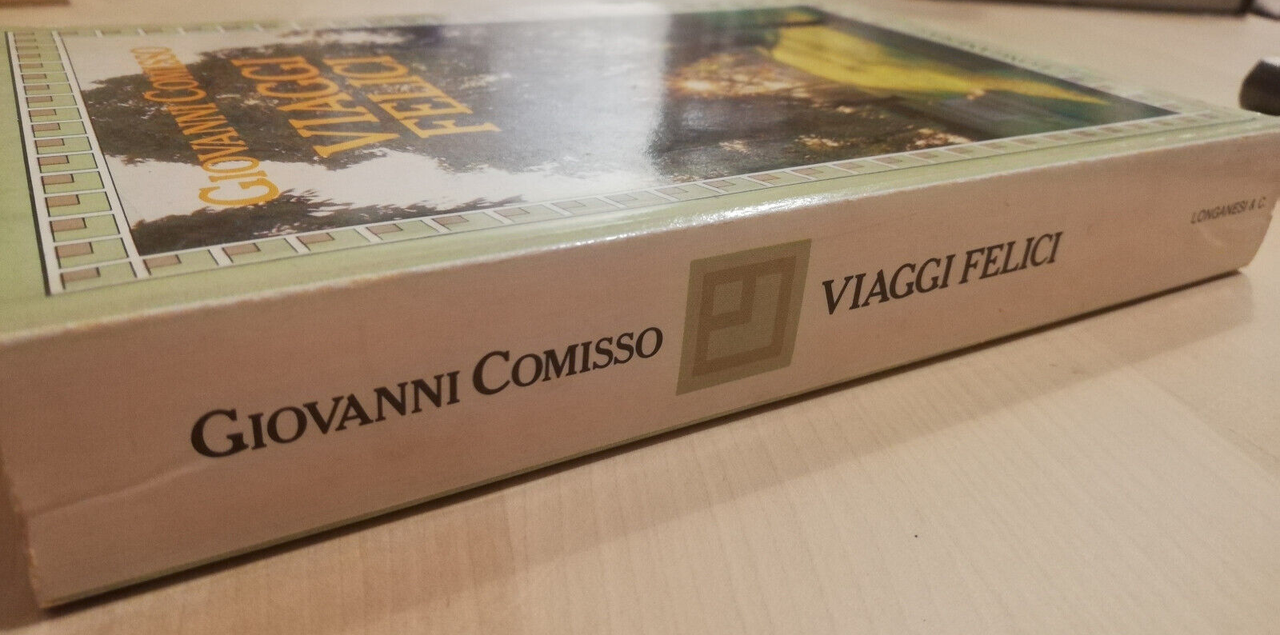 GIOVANNI COMISSO
VIAGGI
FELICI
GIOVANNI COMISSO
VIAGGI FELICI
LONGANESI & C.